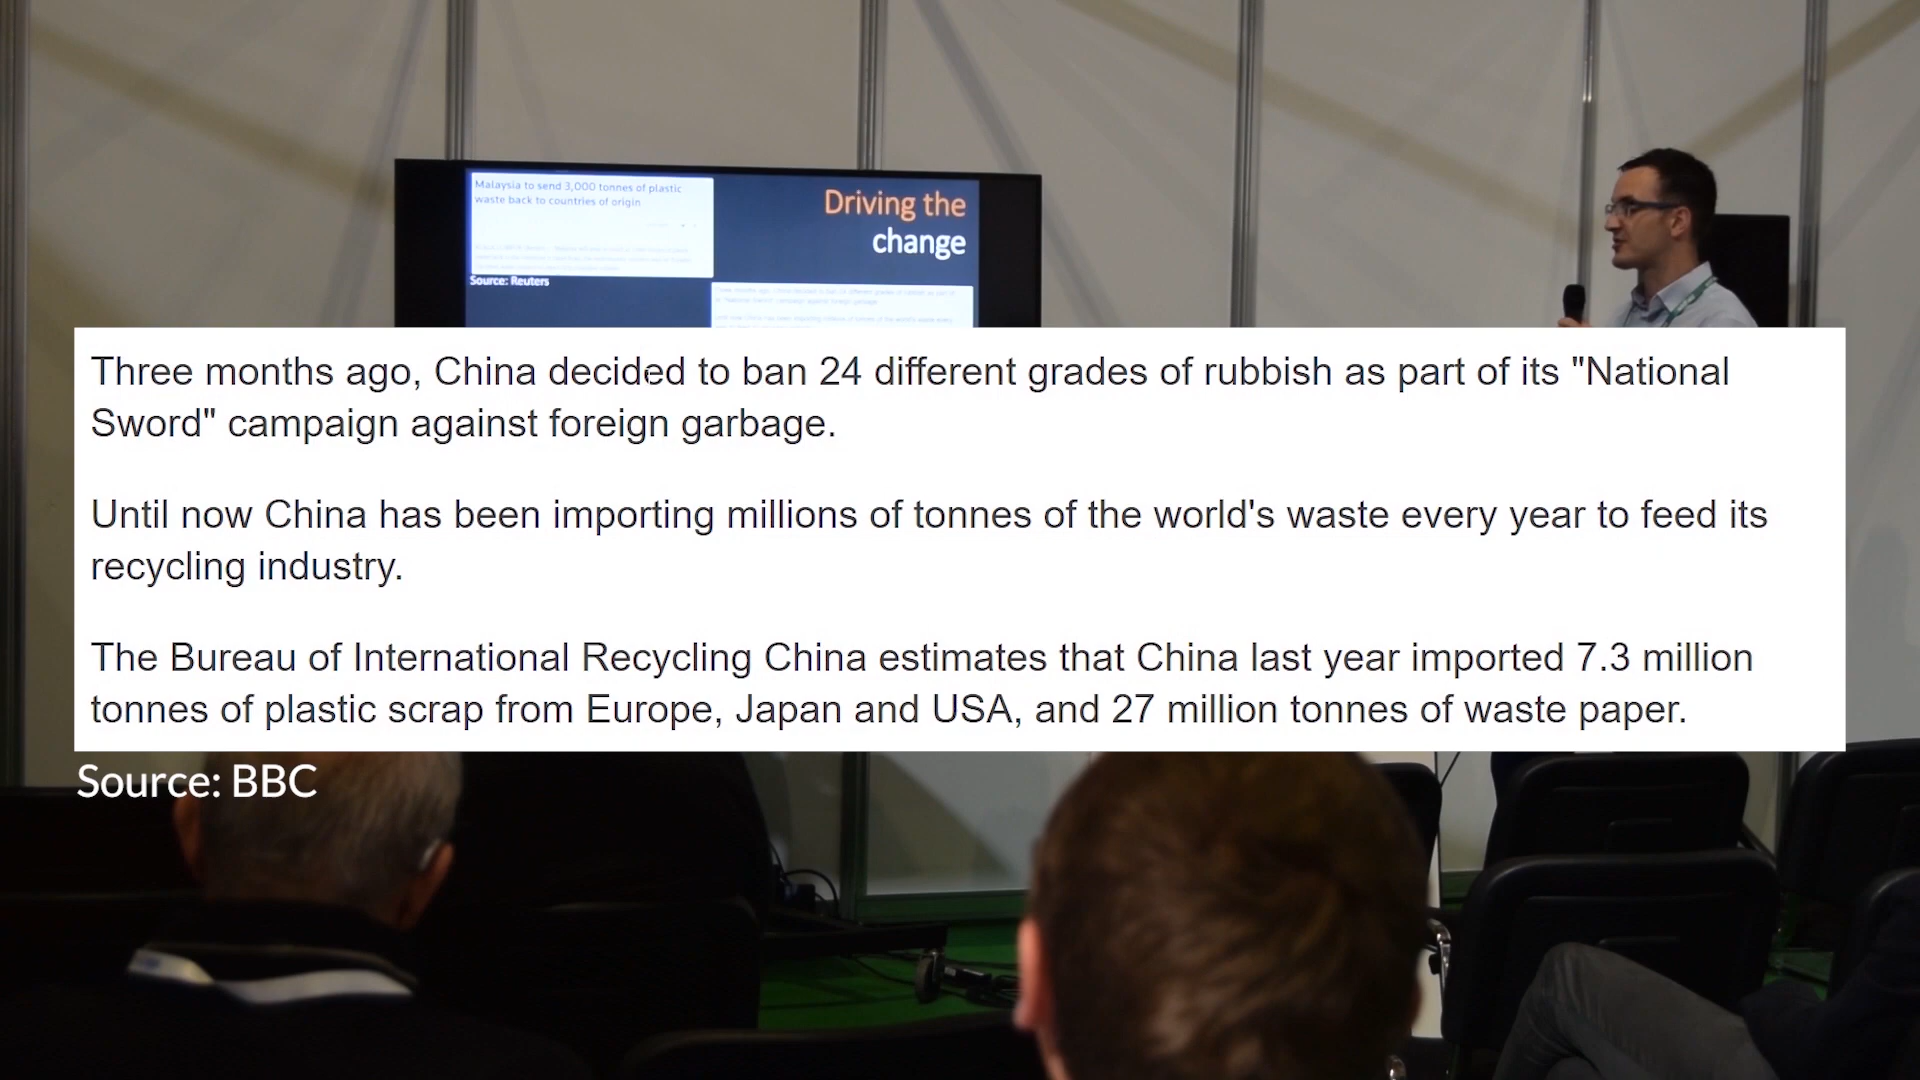 Malaysia to send 3,000 tonnes of plastic
waste back to countries of origin
Source: Reuters
Driving the
change
Three months ago, China decided to ban 24 different grades of rubbish as part of its "National
Sword" campaign against foreign garbage.
Until now China has been importing millions of tonnes of the world's waste every year to feed its
recycling industry.
The Bureau of International Recycling China estimates that China last year imported 7.3 million
tonnes of plastic scrap from Europe, Japan and USA, and 27 million tonnes of waste paper.
Source: BBC